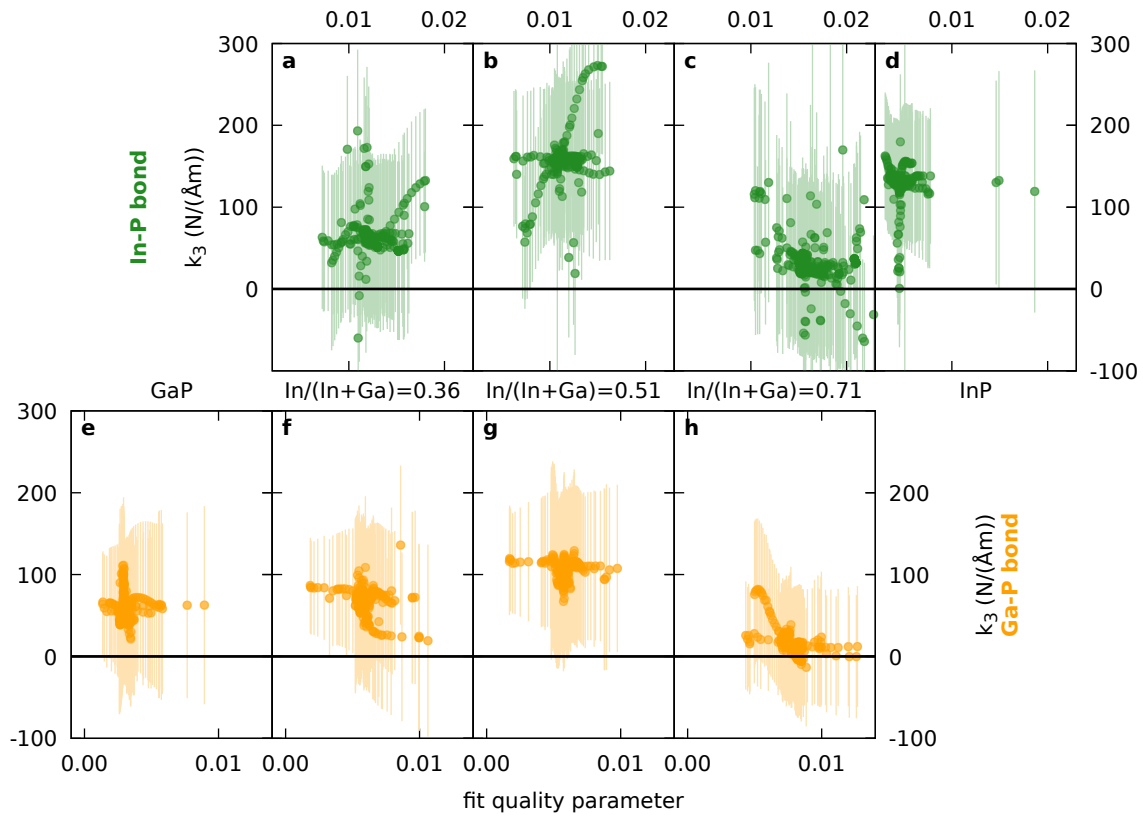 0.01 0.02 0.01 0.02 0.01 0.02 0.01 0.02
300 a b c d 300
200 200
100 100
0 0
-100
In-P bond
k3 (N/(Åm))
GaP In/(In+Ga)=0.36 In/(In+Ga)=0.51 In/(In+Ga)=0.71 InP
300 e f g h
200 200
100 100
0 0
-100 -100
k3 (N/(Åm))
Ga-P bond
0.00 0.01 0.00 0.01 0.00 0.01 0.00 0.01
fit quality parameter